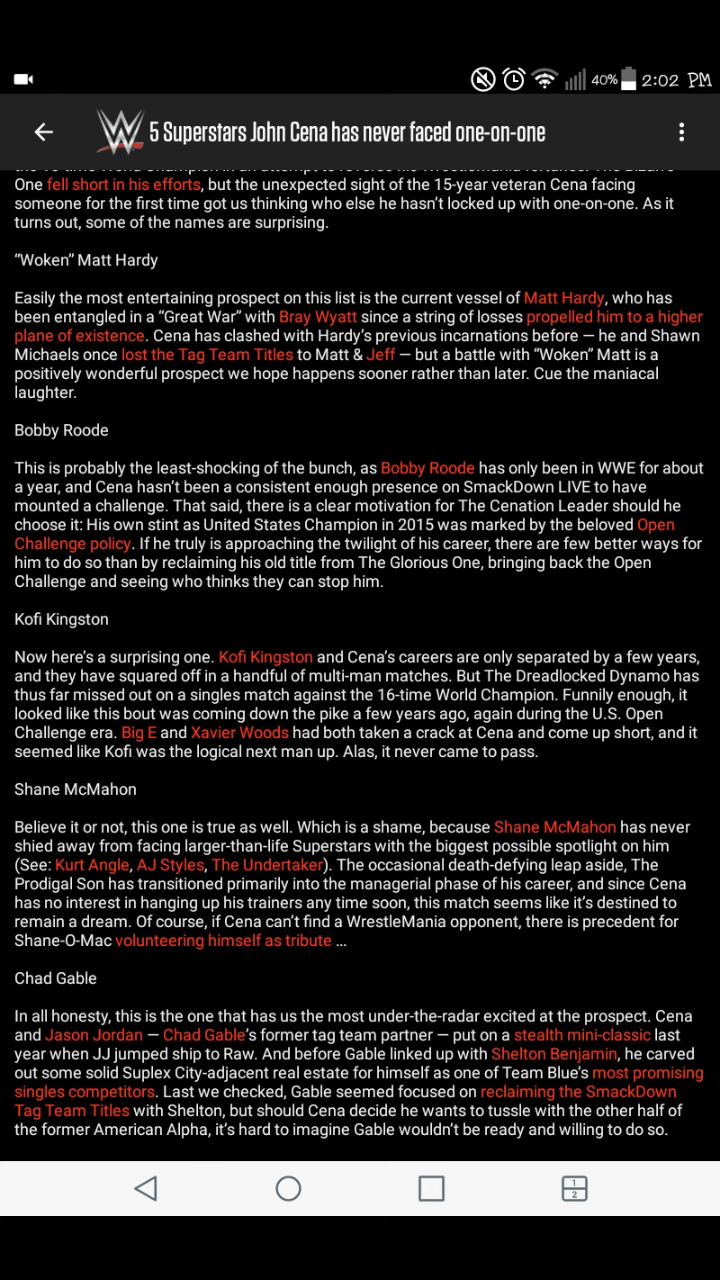 40% 2:02 PM
W 5 Superstars John Cena has never faced one-on-one
One fell short in his efforts, but the unexpected sight of the 15-year veteran Cena facing
someone for the first time got us thinking who else he hasn't locked up with one-on-one. As it
turns out, some of the names are surprising.
“Woken” Matt Hardy
Easily the most entertaining prospect on this list is the current vessel of Matt Hardy, who has
been entangled in a “Great War” with Bray Wyatt since a string of losses propelled him to a higher
plane of existence. Cena has clashed with Hardy's previous incarnations before — he and Shawn
Michaels once lost the Tag Team Titles to Matt & Jeff — but a battle with “Woken” Matt is a
positively wonderful prospect we hope happens sooner rather than later. Cue the maniacal
laughter.
Bobby Roode
This is probably the least-shocking of the bunch, as Bobby Roode has only been in WWE for about
a year, and Cena hasn't been a consistent enough presence on SmackDown LIVE to have
mounted a challenge. That said, there is a clear motivation for The Cenation Leader should he
choose it: His own stint as United States Champion in 2015 was marked by the beloved Open
Challenge policy. If he truly is approaching the twilight of his career, there are few better ways for
him to do so than by reclaiming his old title from The Glorious One, bringing back the Open
Challenge and seeing who thinks they can stop him.
Kofi Kingston
Now here's a surprising one. Kofi Kingston and Cena's careers are only separated by a few years,
and they have squared off in a handful of multi-man matches. But The Dreadlocked Dynamo has
thus far missed out on a singles match against the 16-time World Champion. Funnily enough, it
looked like this bout was coming down the pike a few years ago, again during the U.S. Open
Challenge era. Big E and Xavier Woods had both taken a crack at Cena and come up short, and it
seemed like Kofi was the logical next man up. Alas, it never came to pass.
Shane McMahon
Believe it or not, this one is true as well. Which is a shame, because Shane McMahon has never
shied away from facing larger-than-life Superstars with the biggest possible spotlight on him
(See: Kurt Angle, AJ Styles, The Undertaker). The occasional death-defying leap aside, The
Prodigal Son has transitioned primarily into the managerial phase of his career, and since Cena
has no interest in hanging up his trainers any time soon, this match seems like it's destined to
remain a dream. Of course, if Cena can't find a WrestleMania opponent, there is precedent for
Shane-O-Mac volunteering himself as tribute ...
Chad Gable
In all honesty, this is the one that has us the most under-the-radar excited at the prospect. Cena
and Jason Jordan — Chad Gable's former tag team partner — put on a stealth mini-classic last
year when JJ jumped ship to Raw. And before Gable linked up with Shelton Benjamin, he carved
out some solid Suplex City-adjacent real estate for himself as one of Team Blue's most promising
singles competitors. Last we checked, Gable seemed focused on reclaiming the SmackDown
Tag Team Titles with Shelton, but should Cena decide he wants to tussle with the other half of
the former American Alpha, it's hard to imagine Gable wouldn't be ready and willing to do so.
1
2